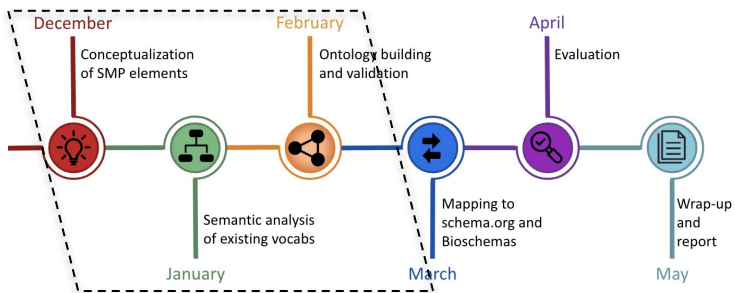 December
Conceptualization
of SMP elements
January
Semantic analysis
of existing vocabs
February
Ontology building
and validation
March
Mapping to
schema.org and
Bioschemas
April
Evaluation
May
Wrap-up
and
report